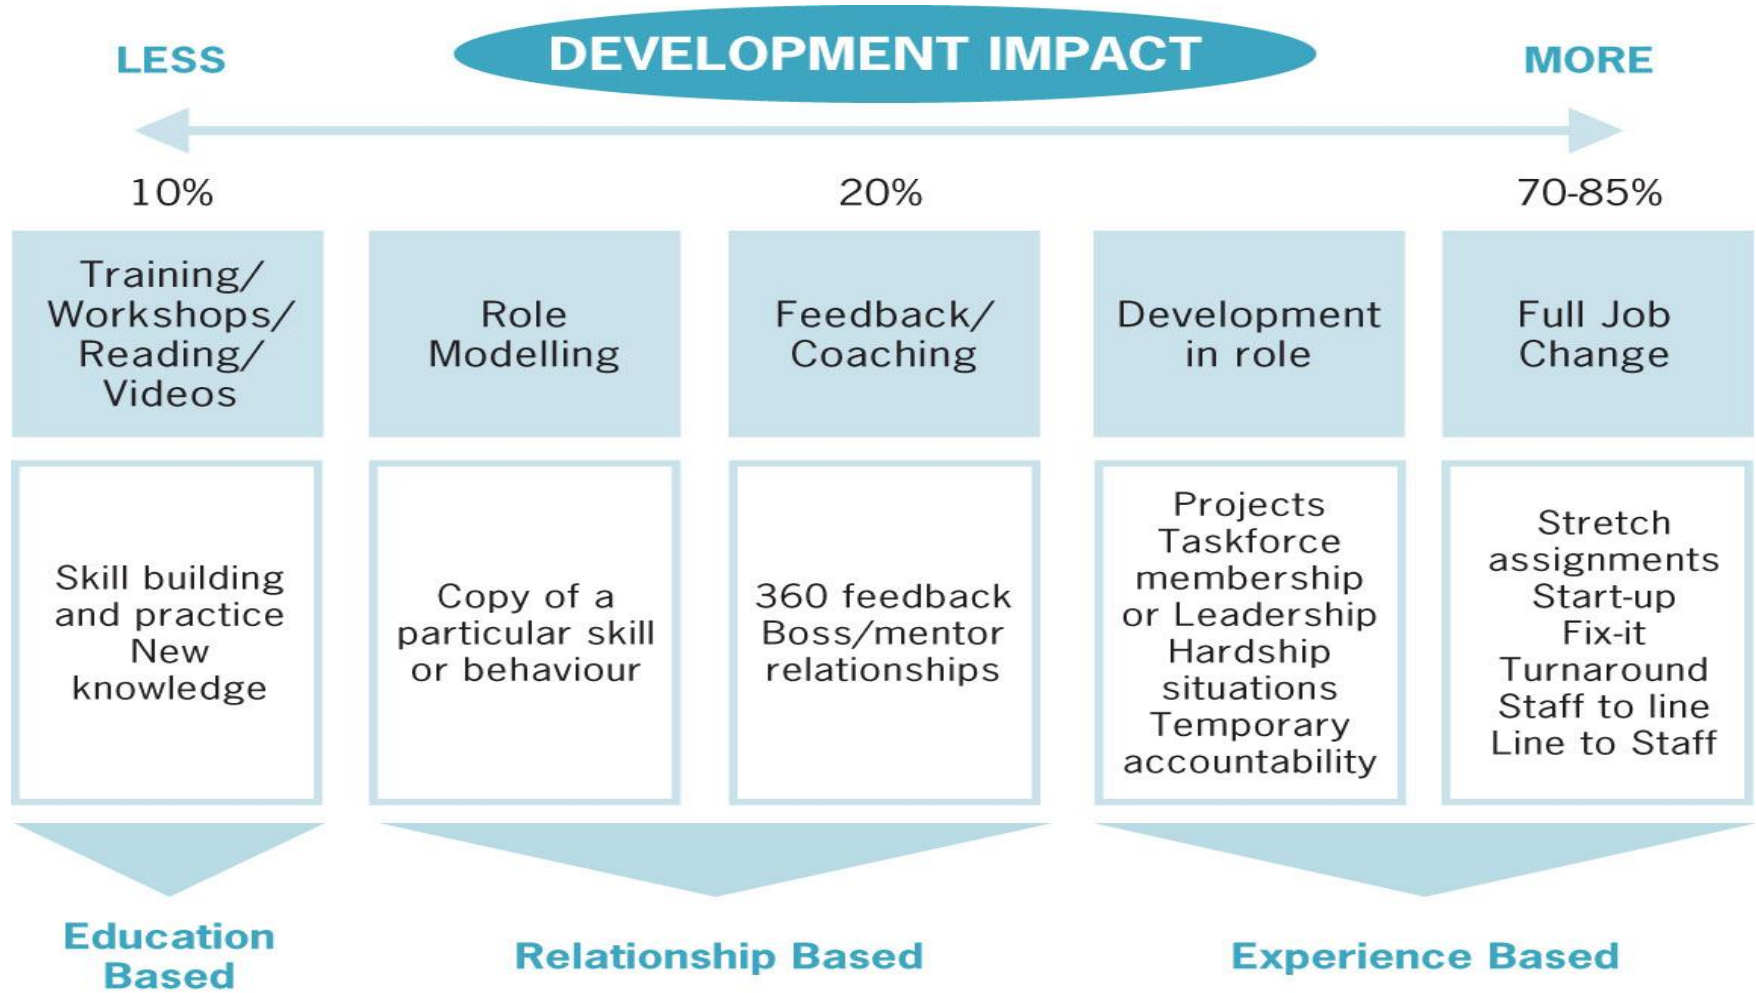 LESS
DEVELOPMENT IMPACT
MORE
10%
20%
70-85%
Training/
Workshops/
Reading/
Videos
Role
Modelling
Feedback/
Coaching
Development
in role
Full Job
Change
Skill building
and practice
New
knowledge
Copy of a
particular skill
or behaviour
360 feedback
Boss/mentor
relationships
Projects
Taskforce
membership
or Leadership
Hardship
situations
Temporary
accountability
Stretch
assignments
Start-up
Fix-it
Turnaround
Staff to line
Line to Staff
Education
Based
Relationship Based
Experience Based